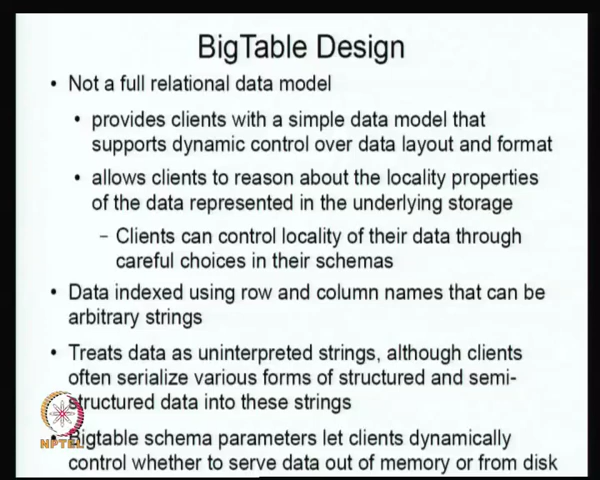 BigTable Design
• Not a full relational data model
• provides clients with a simple data model that
supports dynamic control over data layout and format
• allows clients to reason about the locality properties
of the data represented in the underlying storage
– Clients can control locality of their data through
careful choices in their schemas
• Data indexed using row and column names that can be
arbitrary strings
• Treats data as uninterpreted strings, although clients
often serialize various forms of structured and semi-
structured data into these strings
• Bigtable schema parameters let clients dynamically
control whether to serve data out of memory or from disk
NPTEL